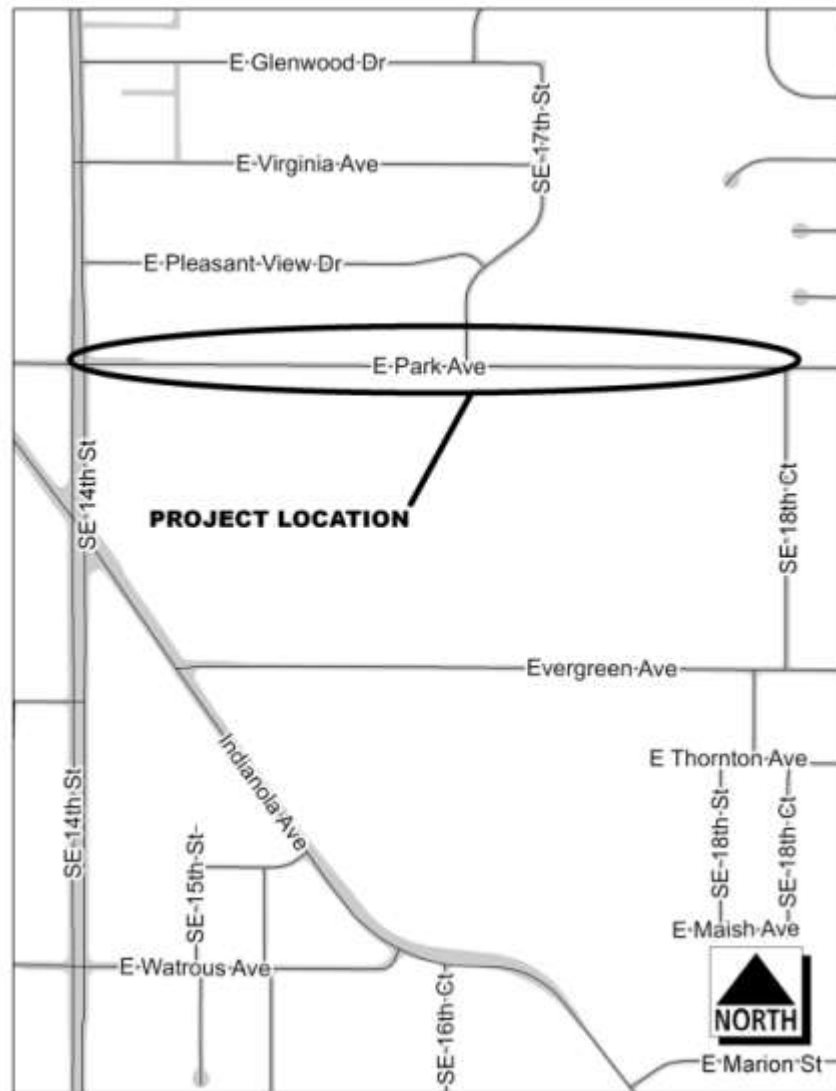 E Glenwood Dr
SE 17th St
E Virginia Ave
E Pleasant View Dr
E Park Ave
SE 14th St
PROJECT LOCATION
SE 18th Ct
Evergreen Ave
Indianola Ave
E Thornton Ave
SE 14th St
SE 15th St
SE 18th St
SE 18th Ct
E Maish Ave
E Watrous Ave
SE 16th Ct
NORTH
E Marion St